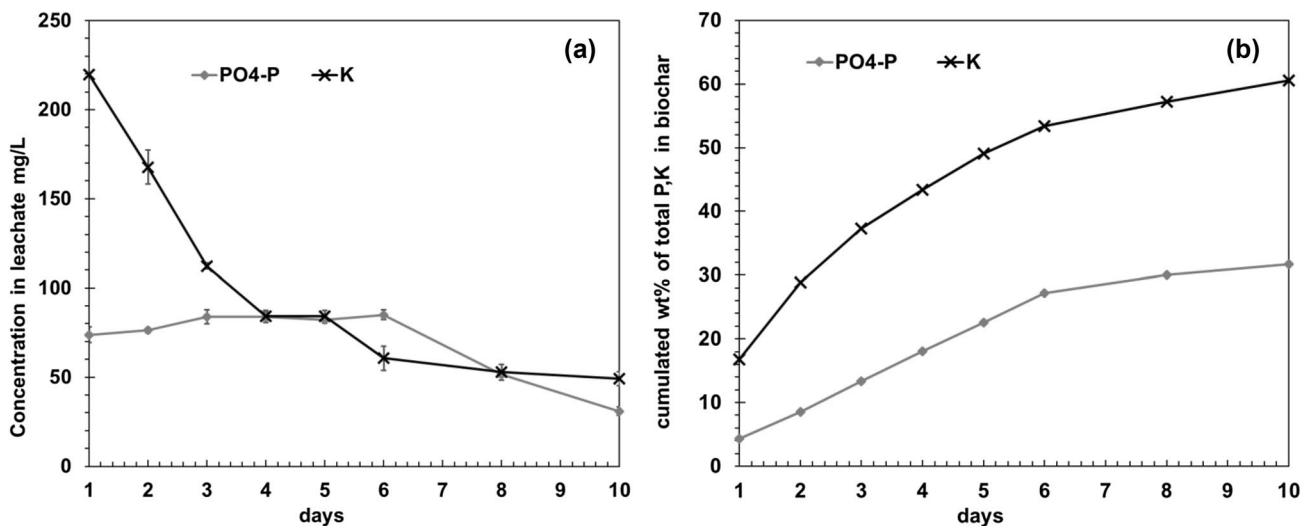 (a)
PO4-P K
Concentration in leachate mg/L
250
200
150
100
50
0
1 2 3 4 5 6 7 8 9 10
days
(b)
PO4-P K
cumulated wt% of total P,K in biochar
70
60
50
40
30
20
10
0
1 2 3 4 5 6 7 8 9 10
days